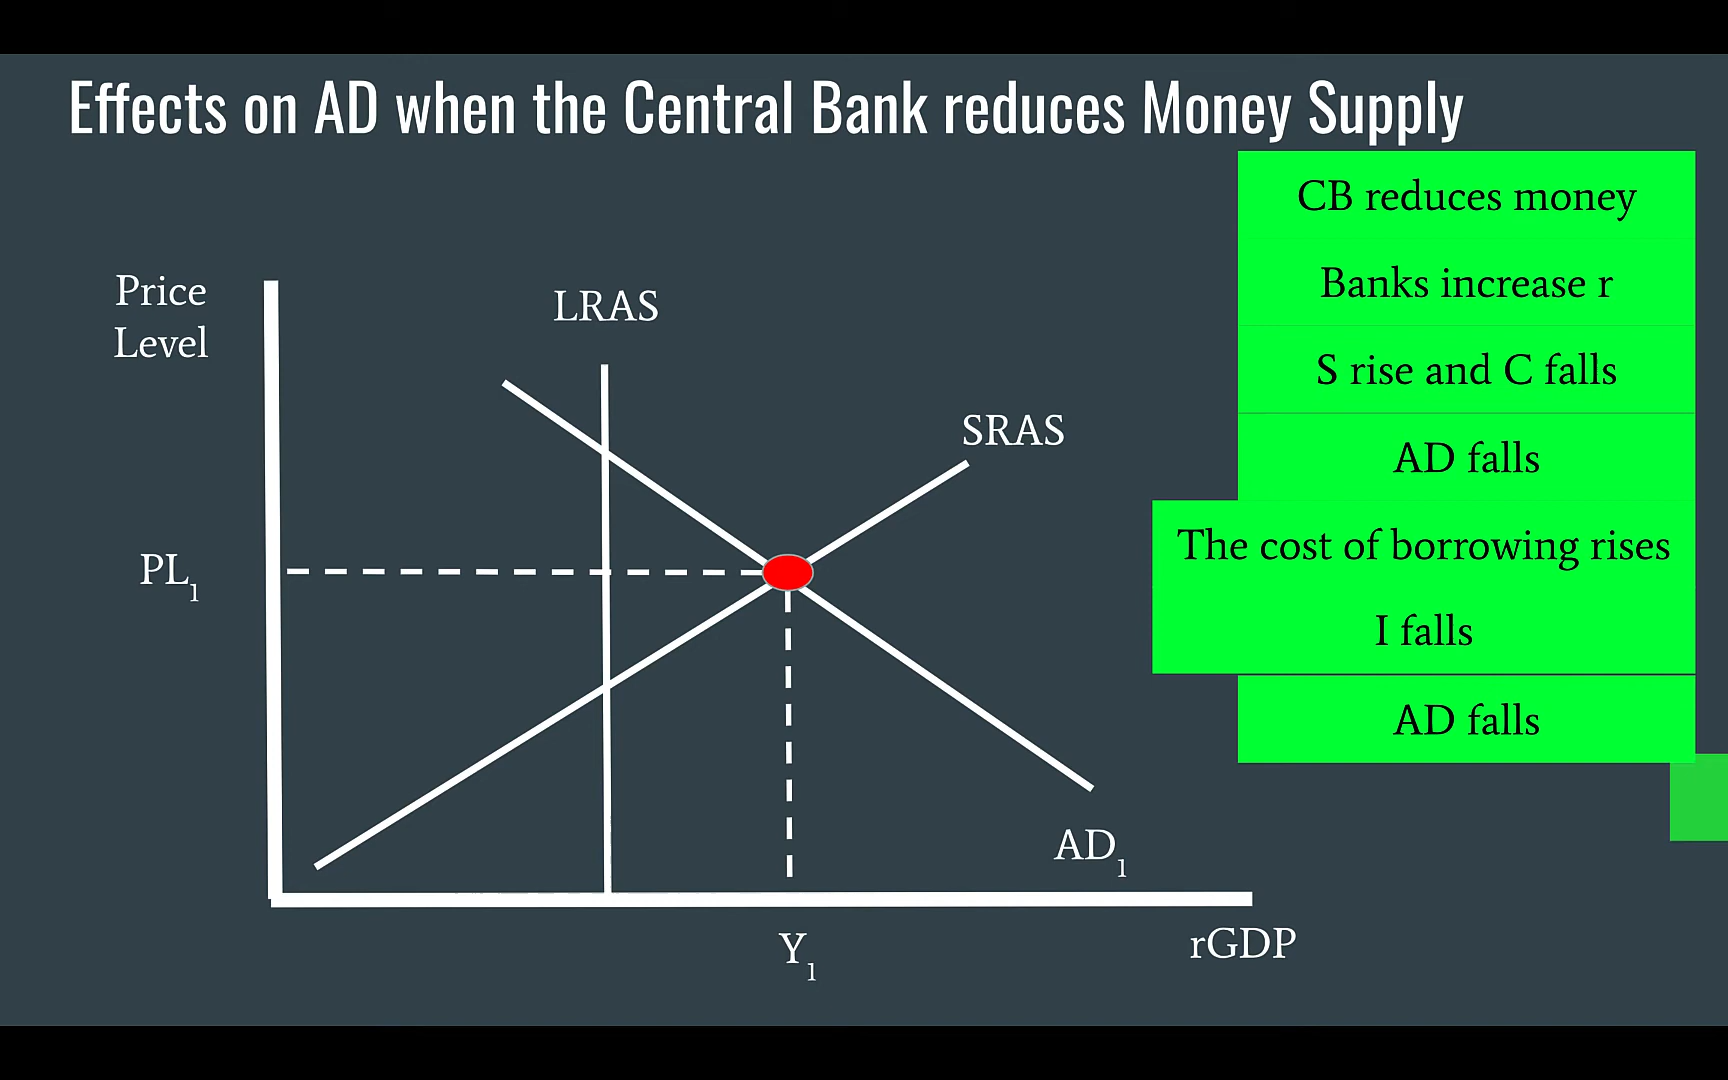 Effects on AD when the Central Bank reduces Money Supply
CB reduces money
Banks increase r
S rise and C falls
AD falls
The cost of borrowing rises
I falls
AD falls
Price
Level
LRAS
SRAS
PL1
AD1
Y1
rGDP